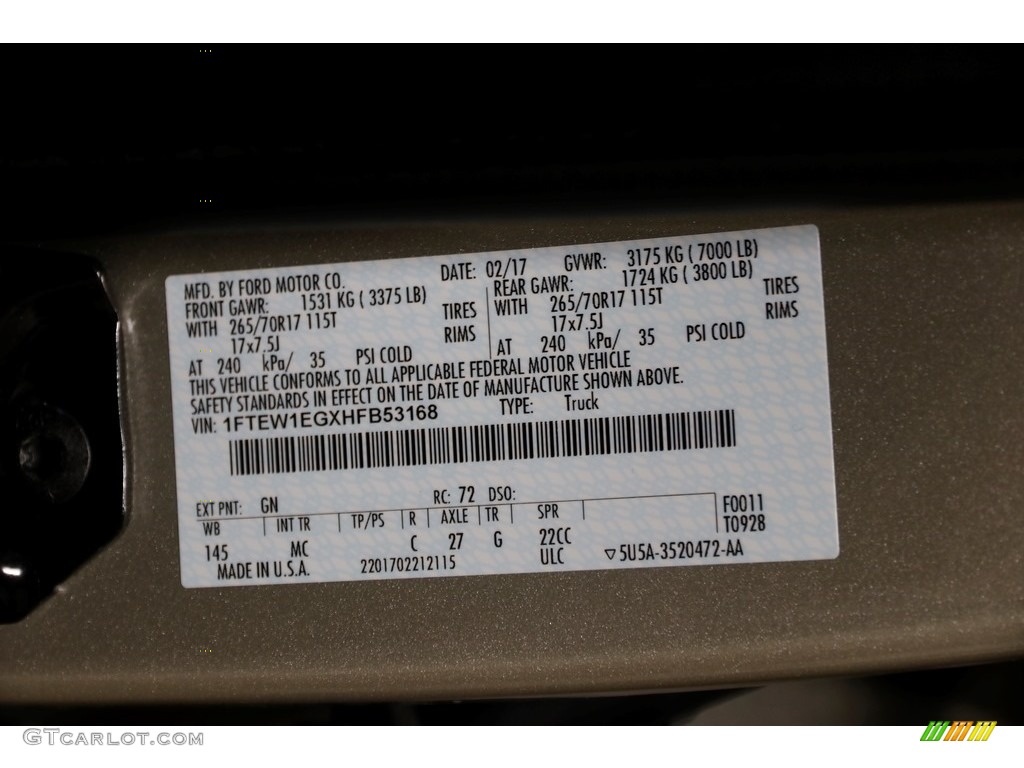 MFD. BY FORD MOTOR CO. DATE: 02/17 GVWR: 3175 KG ( 7000 LB)
FRONT GAWR: 1531 KG ( 3375 LB) REAR GAWR: 1724 KG ( 3800 LB)
WITH 265/70R17 115T TIRES WITH 265/70R17 115T TIRES
17x7.5J RIMS 17x7.5J RIMS
AT 240 kPa/ 35 PSI COLD AT 240 kPa/ 35 PSI COLD
THIS VEHICLE CONFORMS TO ALL APPLICABLE FEDERAL MOTOR VEHICLE
SAFETY STANDARDS IN EFFECT ON THE DATE OF MANUFACTURE SHOWN ABOVE.
VIN: 1FTEW1EGXHFB53168 TYPE: Truck
EXT PNT: GN RC: 72 DSO:
WB INT TR TP/PS R AXLE TR SPR F0011
T0928
145 MC C 27 G 22CC
MADE IN U.S.A. 2201702212115 ULC ▽5U5A-3520472-AA
GTCarlot.com